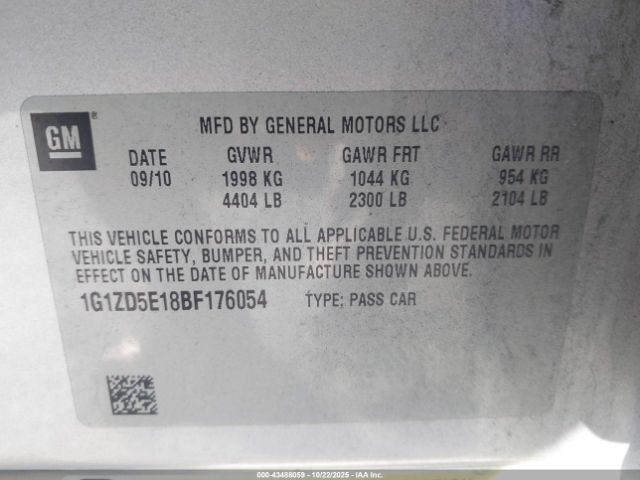 GM
®
MFD BY GENERAL MOTORS LLC
DATE GVWR GAWR FRT GAWR RR
09/10 1998 KG 1044 KG 954 KG
4404 LB 2300 LB 2104 LB
THIS VEHICLE CONFORMS TO ALL APPLICABLE U.S. FEDERAL MOTOR
VEHICLE SAFETY, BUMPER, AND THEFT PREVENTION STANDARDS IN
EFFECT ON THE DATE OF MANUFACTURE SHOWN ABOVE.
1G1ZD5E18BF176054 TYPE: PASS CAR
000-43488059 - 10/22/2025 - Copyright © IAA, Inc.